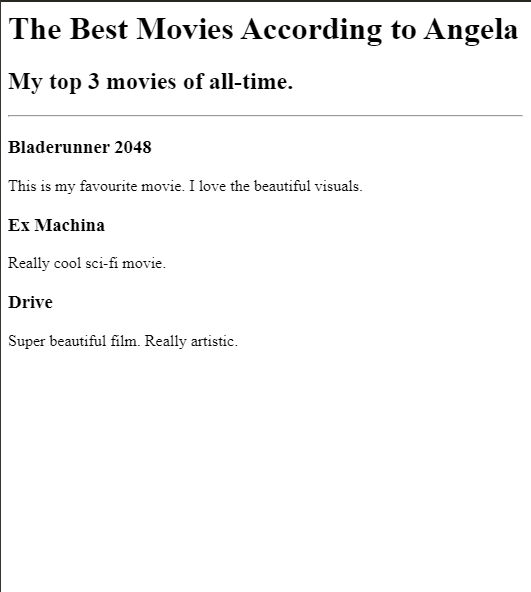 The Best Movies According to Angela
My top 3 movies of all-time.
Bladerunner 2048
This is my favourite movie. I love the beautiful visuals.
Ex Machina
Really cool sci-fi movie.
Drive
Super beautiful film. Really artistic.